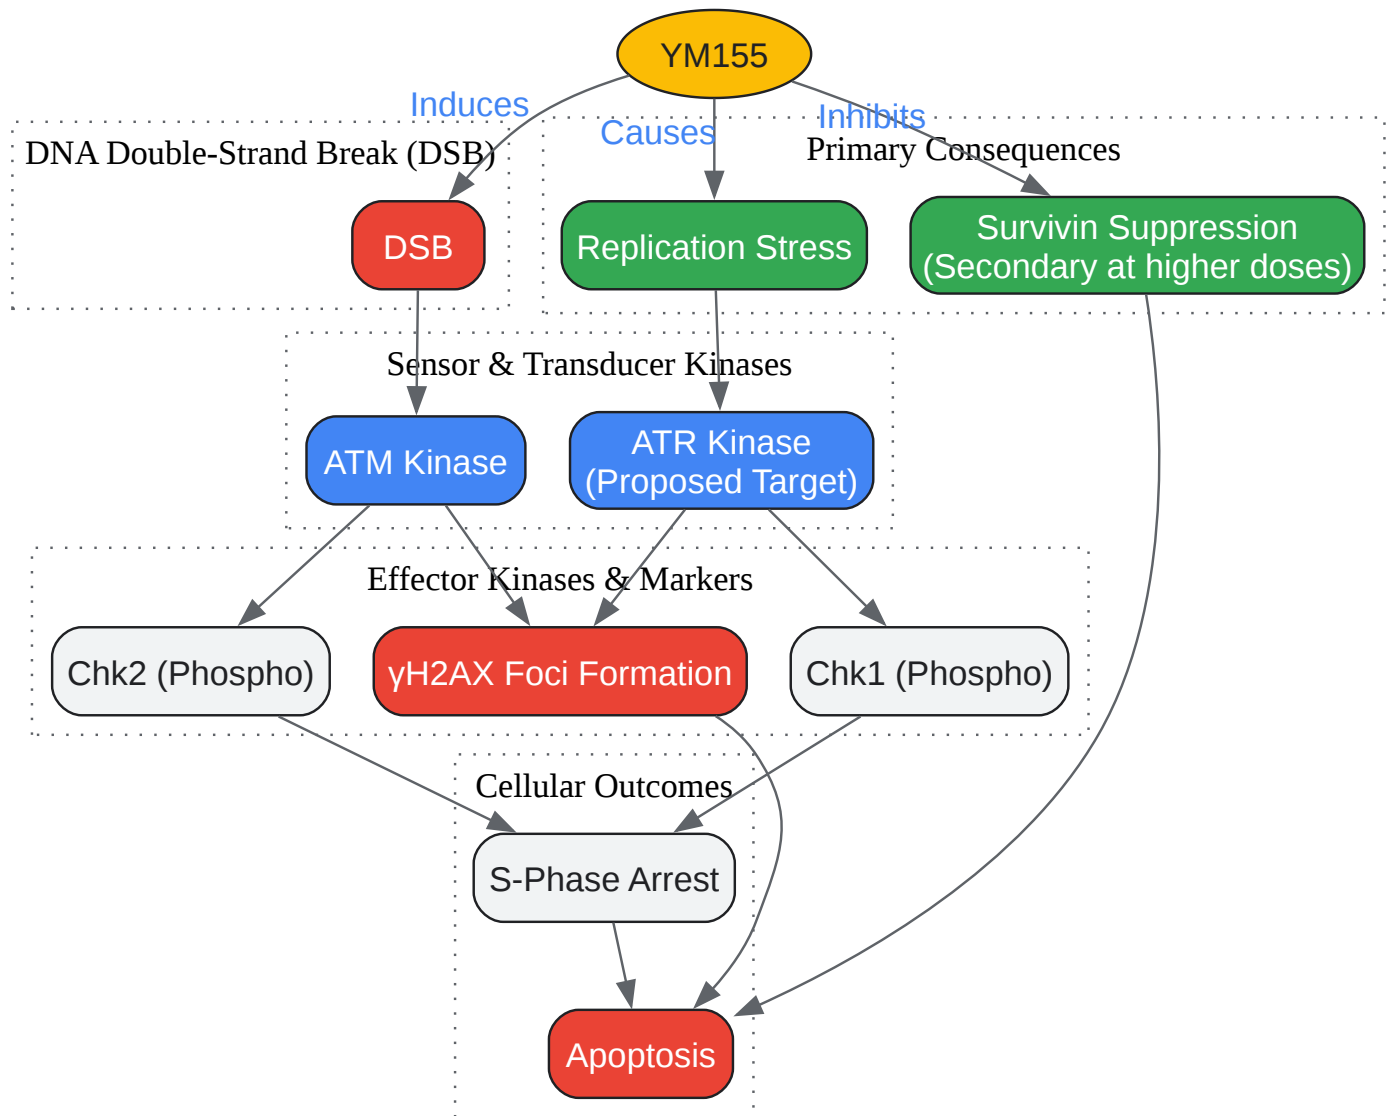 YM155
Induces
Causes
Inhibits
DNA Double-Strand Break (DSB)
Primary Consequences
DSB
Replication Stress
Survivin Suppression
(Secondary at higher doses)
Sensor & Transducer Kinases
ATM Kinase
ATR Kinase
(Proposed Target)
Effector Kinases & Markers
Chk2 (Phospho)
γH2AX Foci Formation
Chk1 (Phospho)
Cellular Outcomes
S-Phase Arrest
Apoptosis